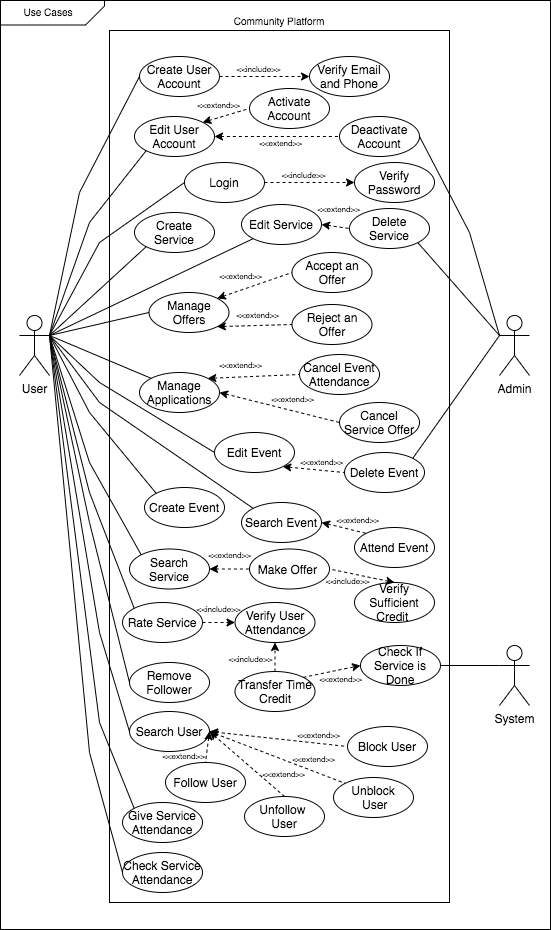 Use Cases
Community Platform
Create User
Account
<<include>>
Verify Email
and Phone
Activate
Account
<<extend>>
Edit User
Account
<<extend>>
Deactivate
Account
Login
<<include>>
Verify
Password
Create
Service
Edit Service
<<extend>>
Delete
Service
Accept an
Offer
<<extend>>
Manage
Offers
<<extend>>
Reject an
Offer
User
Admin
Cancel Event
Attendance
<<extend>>
Manage
Applications
<<extend>>
Cancel
Service Offer
Edit Event
<<extend>>
Delete Event
Create Event
Search Event
<<extend>>
Attend Event
Search
Service
<<extend>>
Make Offer
<<include>>
Verify
Sufficient
Credit
Rate Service
<<include>>
Verify User
Attendance
<<include>>
Check If
Service is
Done
<<extend>>
Transfer Time
Credit
System
Remove
Follower
Search User
<<extend>>
Block User
<<extend>>
Follow User
<<extend>>
Unfollow
User
<<extend>>
Unblock
User
Give Service
Attendance
Check Service
Attendance